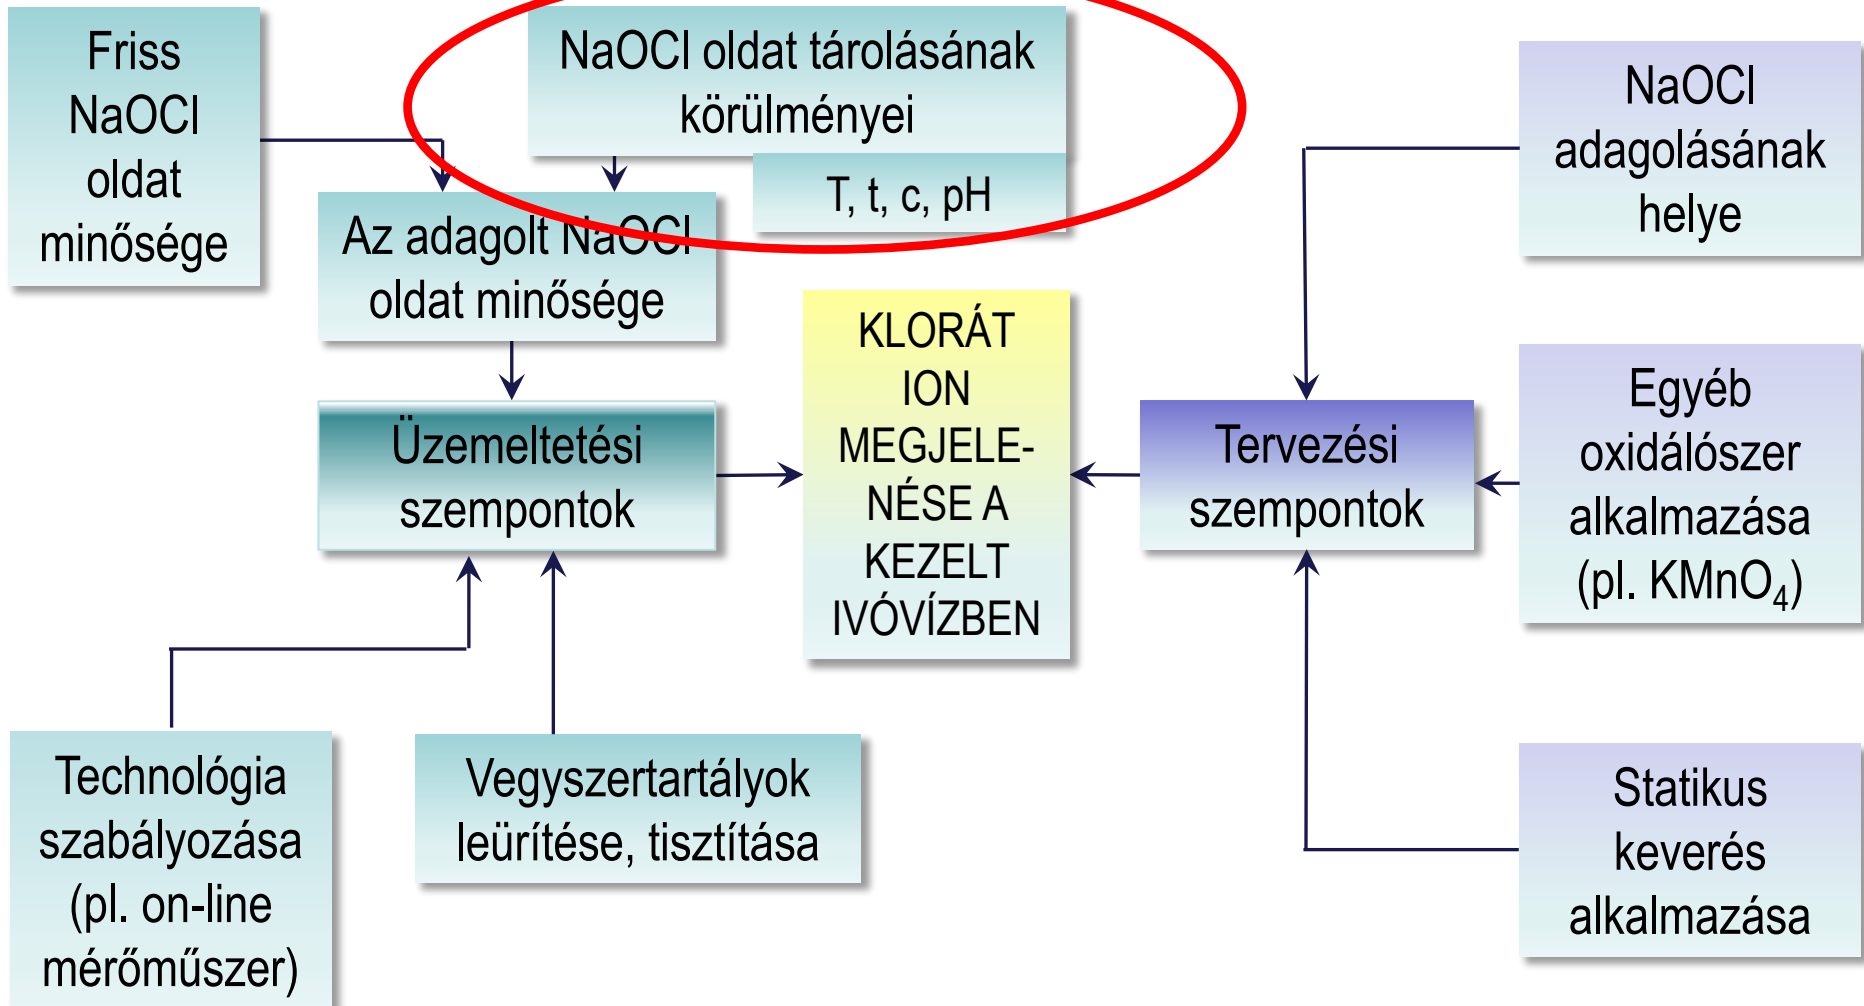 Friss
NaOCl
oldat
minősége
NaOCl oldat tárolásának
körülményei
T, t, c, pH
Az adagolt NaOCl
oldat minősége
Üzemeltetési
szempontok
Technológia
szabályozása
(pl. on-line
mérőműszer)
Vegyszertartályok
leürítése, tisztítása
KLORÁT
ION
MEGJELE-
NÉSE A
KEZELT
IVÓVÍZBEN
Tervezési
szempontok
NaOCl
adagolásának
helye
Egyéb
oxidálószer
alkalmazása
(pl. KMnO₄)
Statikus
keverés
alkalmazása